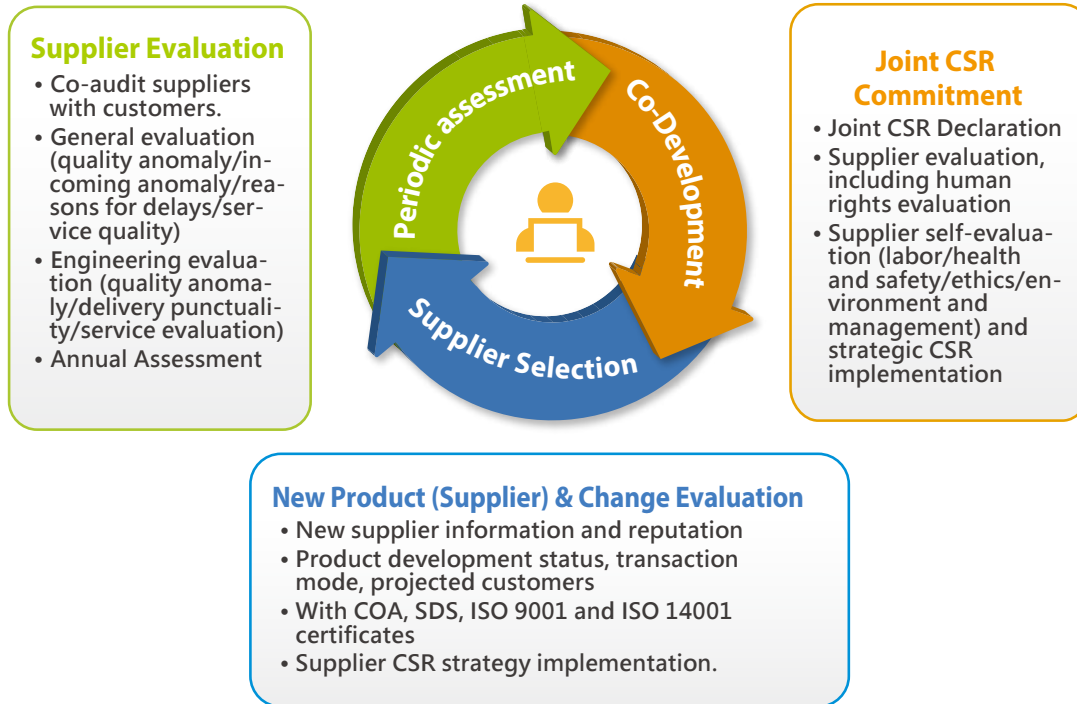 Supplier Evaluation
• Co-audit suppliers
with customers.
• General evaluation
(quality anomaly/in-
coming anomaly/rea-
sons for delays/ser-
vice quality)
• Engineering evalua-
tion (quality anoma-
ly/delivery punctuali-
ty/service evaluation)
• Annual Assessment
Periodic assessment
Co-Development
Supplier Selection
Joint CSR
Commitment
• Joint CSR Declaration
• Supplier evaluation,
including human
rights evaluation
• Supplier self-evalua-
tion (labor/health
and safety/ethics/en-
vironment and
management) and
strategic CSR
implementation
New Product (Supplier) & Change Evaluation
• New supplier information and reputation
• Product development status, transaction
mode, projected customers
• With COA, SDS, ISO 9001 and ISO 14001
certificates
• Supplier CSR strategy implementation.